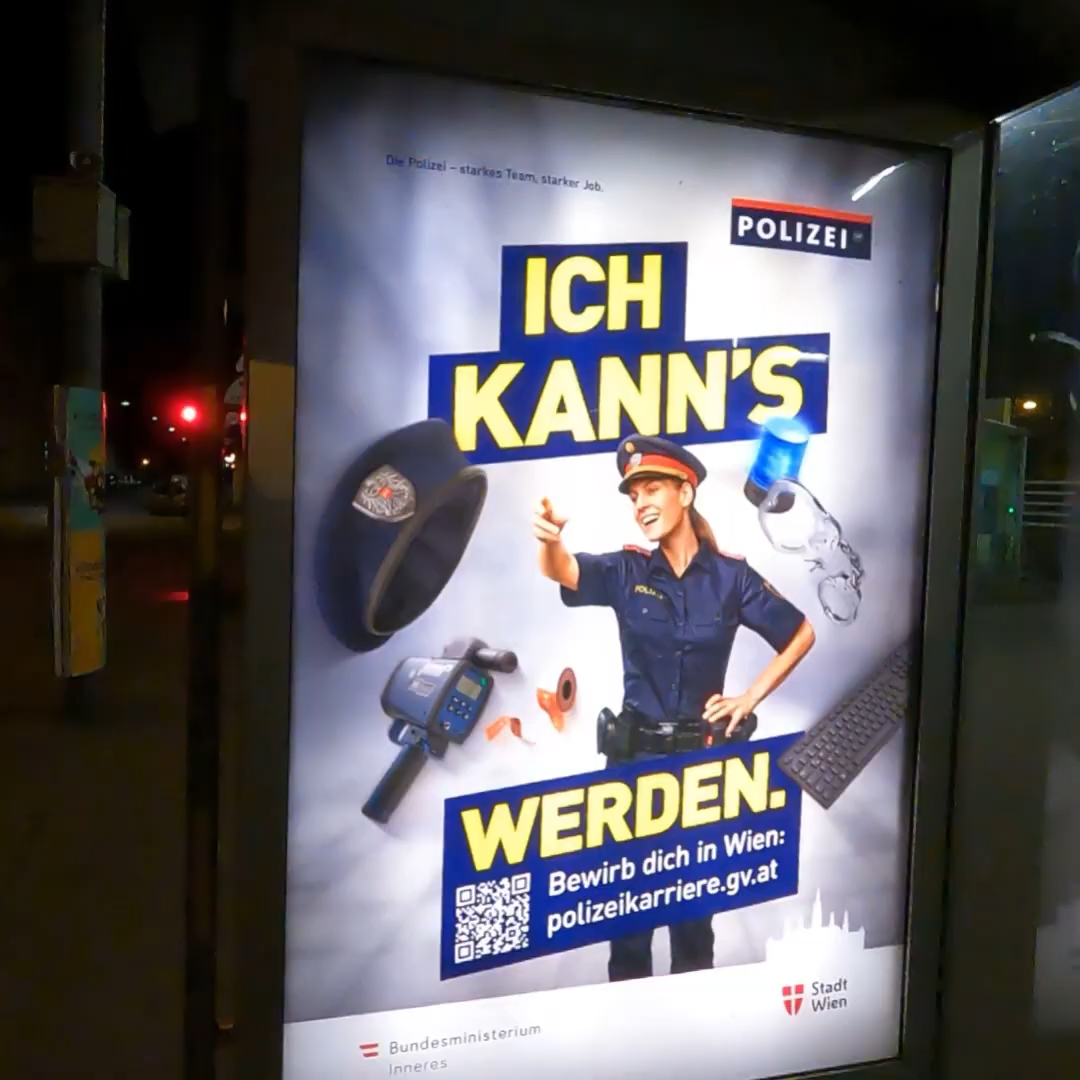 Die Polizei – starkes Team, starker Job.
POLIZEI
ICH
KANN'S
WERDEN.
Bewirb dich in Wien:
polizeikarriere.gv.at
Stadt
Wien
Bundesministerium
Inneres